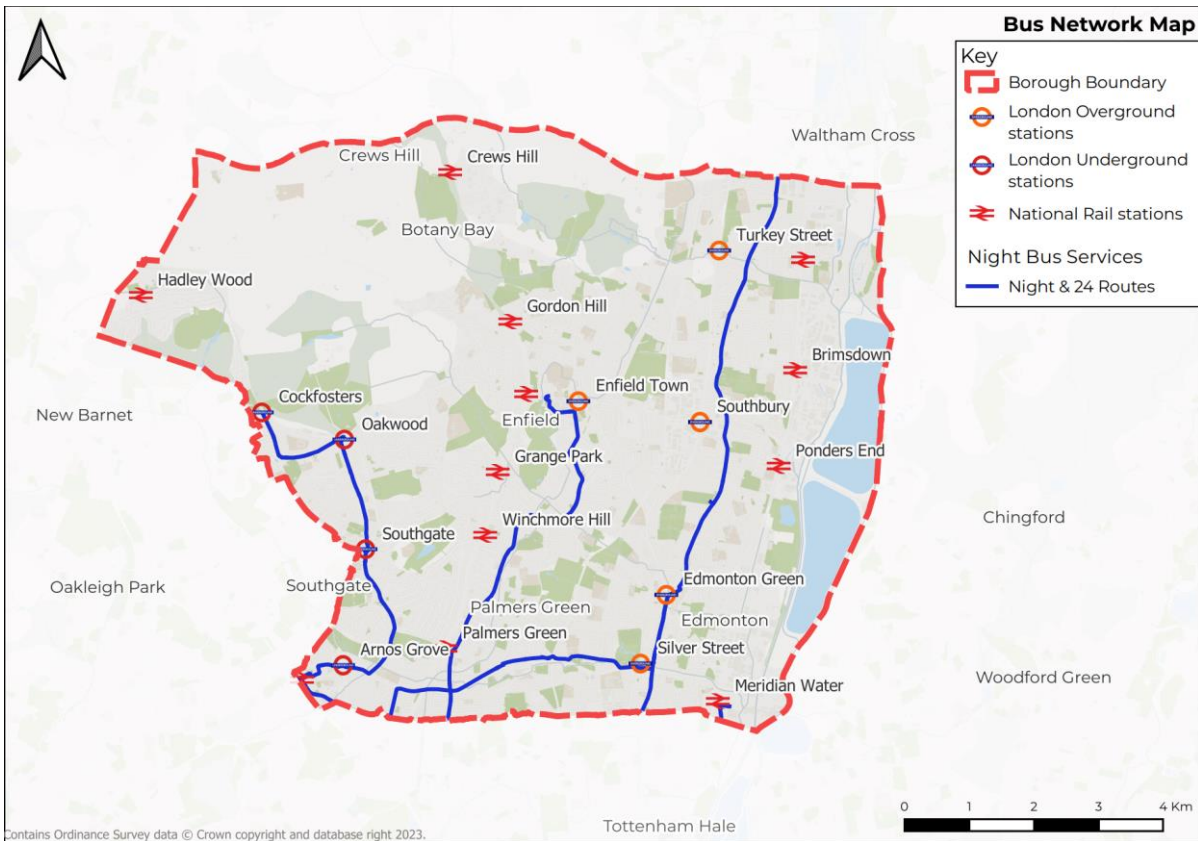 Bus Network Map
Key
Borough Boundary
London Overground
stations
London Underground
stations
National Rail stations
Night Bus Services
Night & 24 Routes
Waltham Cross
Crews Hill
Crews Hill
Botany Bay
Turkey Street
Hadley Wood
Gordon Hill
Brimsdown
Enfield Town
Cockfosters
New Barnet
Southbury
Enfield
Oakwood
Grange Park
Ponders End
Winchmore Hill
Chingford
Southgate
Oakleigh Park
Southgate
Edmonton Green
Palmers Green
Edmonton
Palmers Green
Arnos Grove
Silver Street
Woodford Green
Meridian Water
0 1 2 3 4 Km
Tottenham Hale
Contains Ordinance Survey data © Crown copyright and database right 2023.